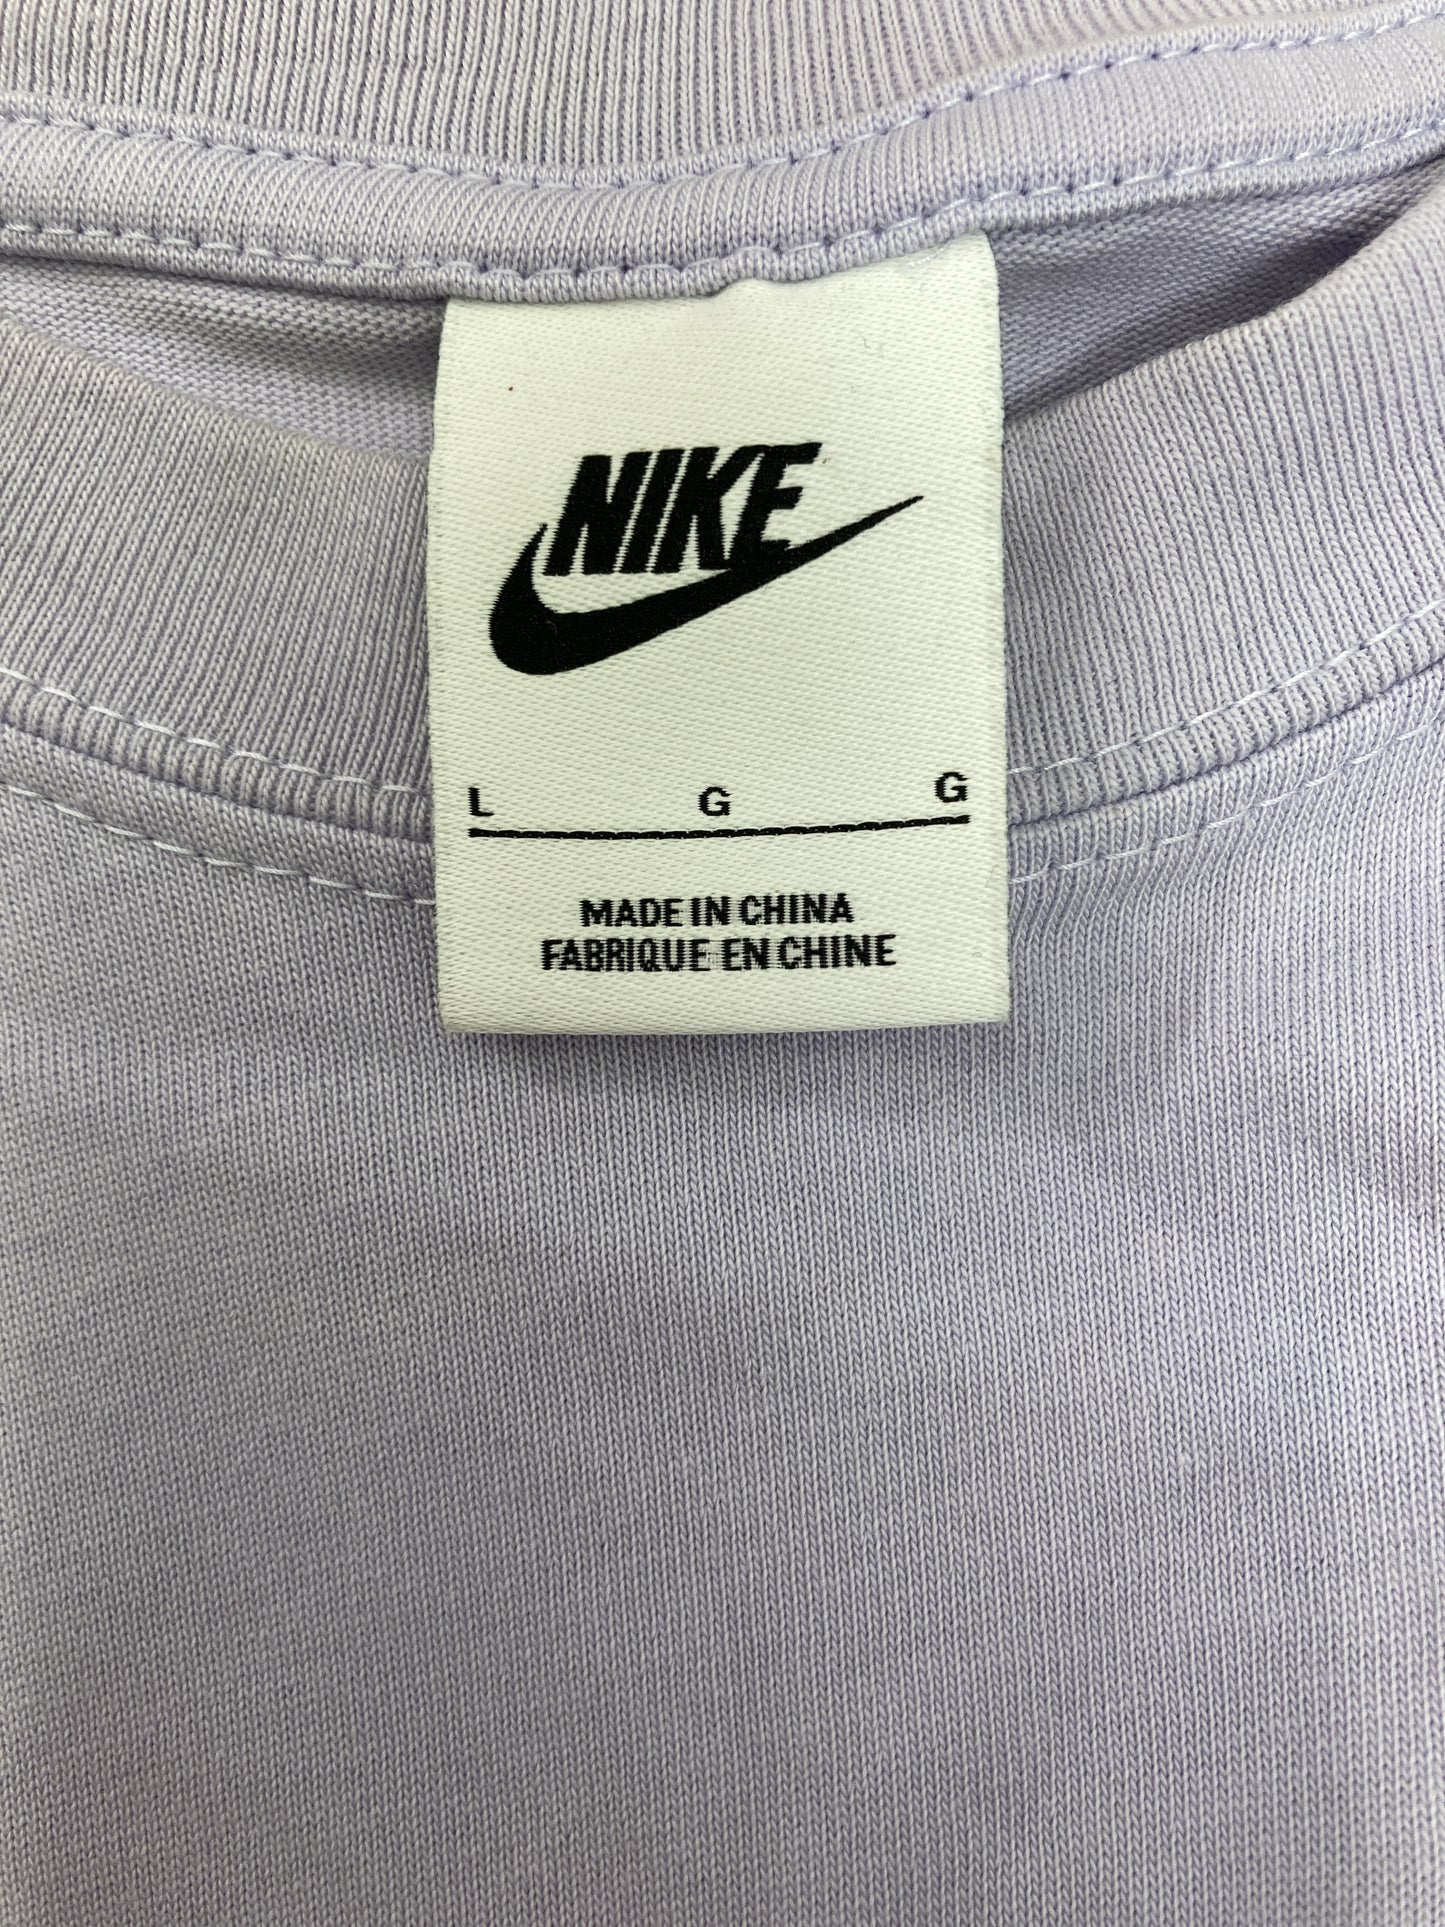 NIKE
L G G
MADE IN CHINA
FABRIQUE EN CHINE